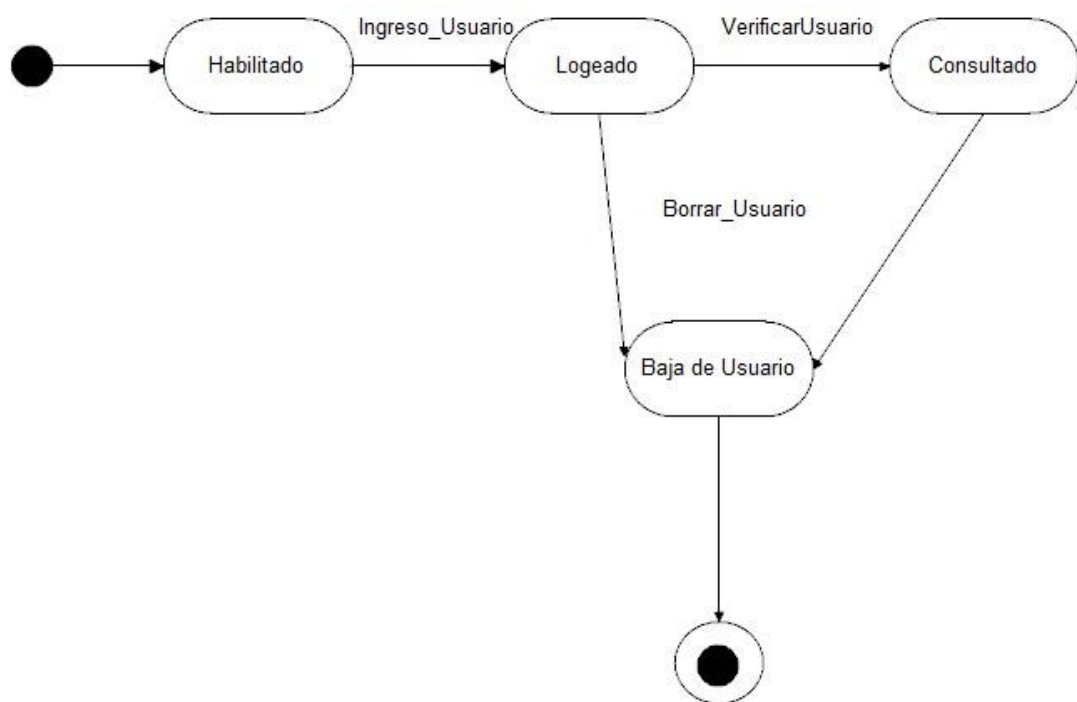 Ingreso_Usuario
VerificarUsuario
Habilitado
Logeado
Consultado
Borrar_Usuario
Baja de Usuario